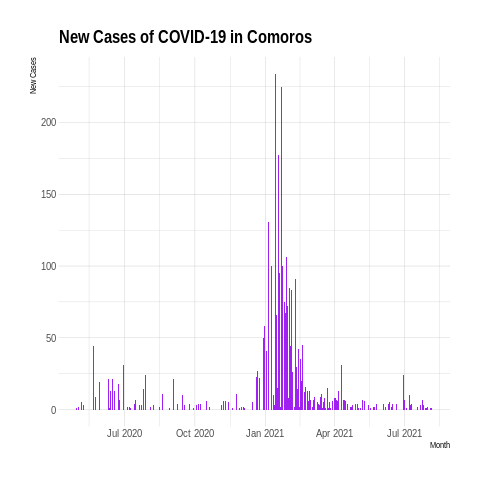 New Cases of COVID-19 in Comoros
New Cases
200
150
100
50
0
Jul 2020 Oct 2020 Jan 2021 Apr 2021 Jul 2021
Month